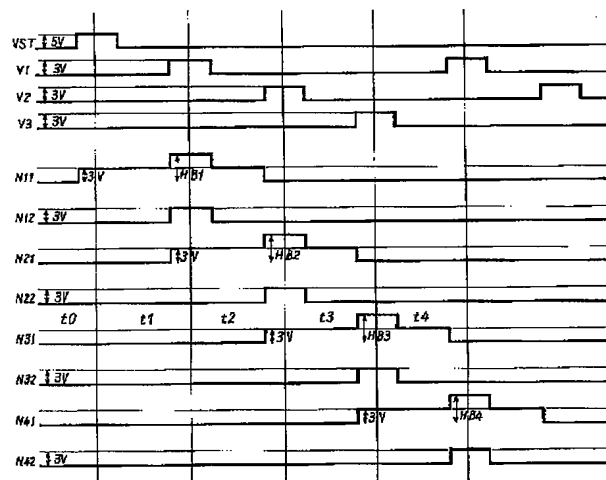 VST 5V
V1 3V
V2 3V
V3 3V
N11 3V HB1
N12 3V
N21 3V HB2
N22 3V
t0 t1 t2 t3 t4
N31 3V HB3
N32 3V
N41 3V HB4
N42 3V